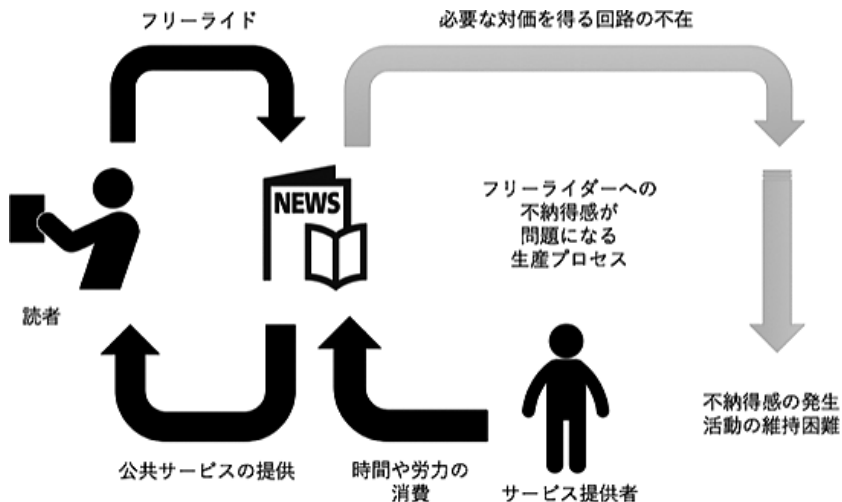 フリーライド
必要な対価を得る回路の不在
NEWS
フリーライダーへの
不納得感が
問題になる
生産プロセス
読者
不納得感の発生
活動の維持困難
公共サービスの提供
時間や労力の
消費
サービス提供者